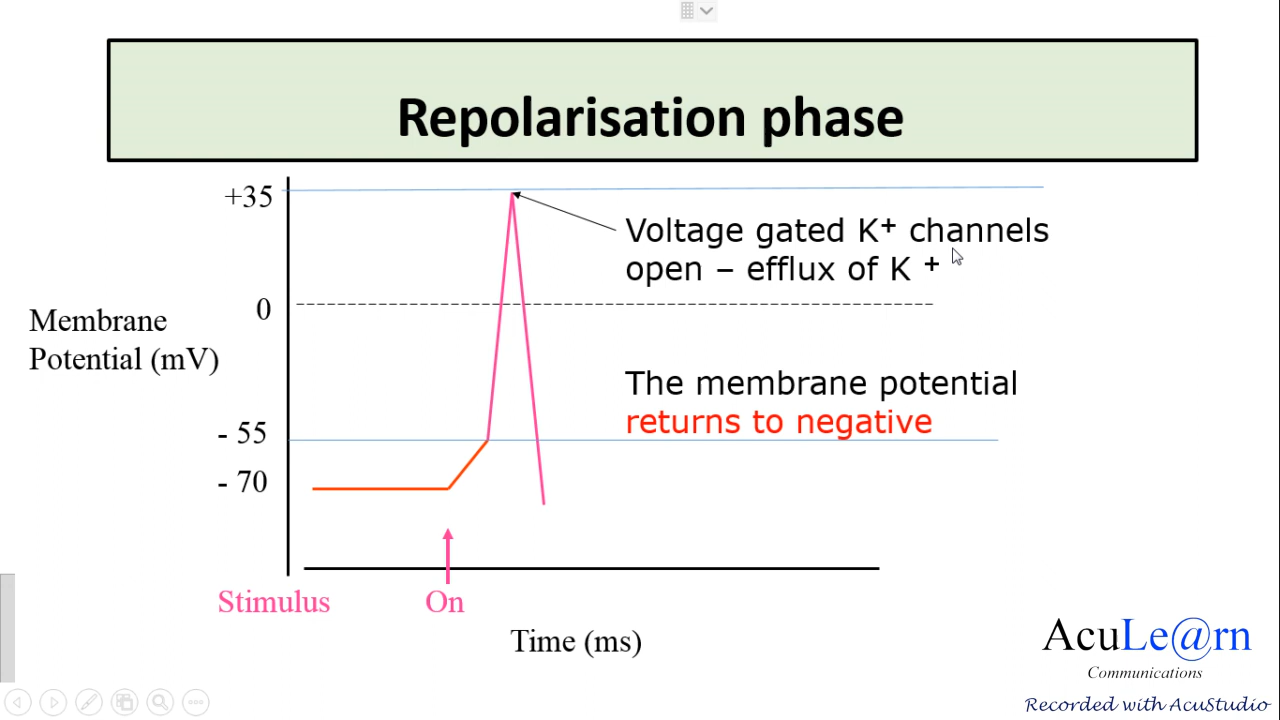 Repolarisation phase
+35
Voltage gated K+ channels
open – efflux of K +
0
Membrane
Potential (mV)
The membrane potential
returns to negative
- 55
- 70
Stimulus
On
Time (ms)
AcuLe@rn
Communications
Recorded with AcuStudio